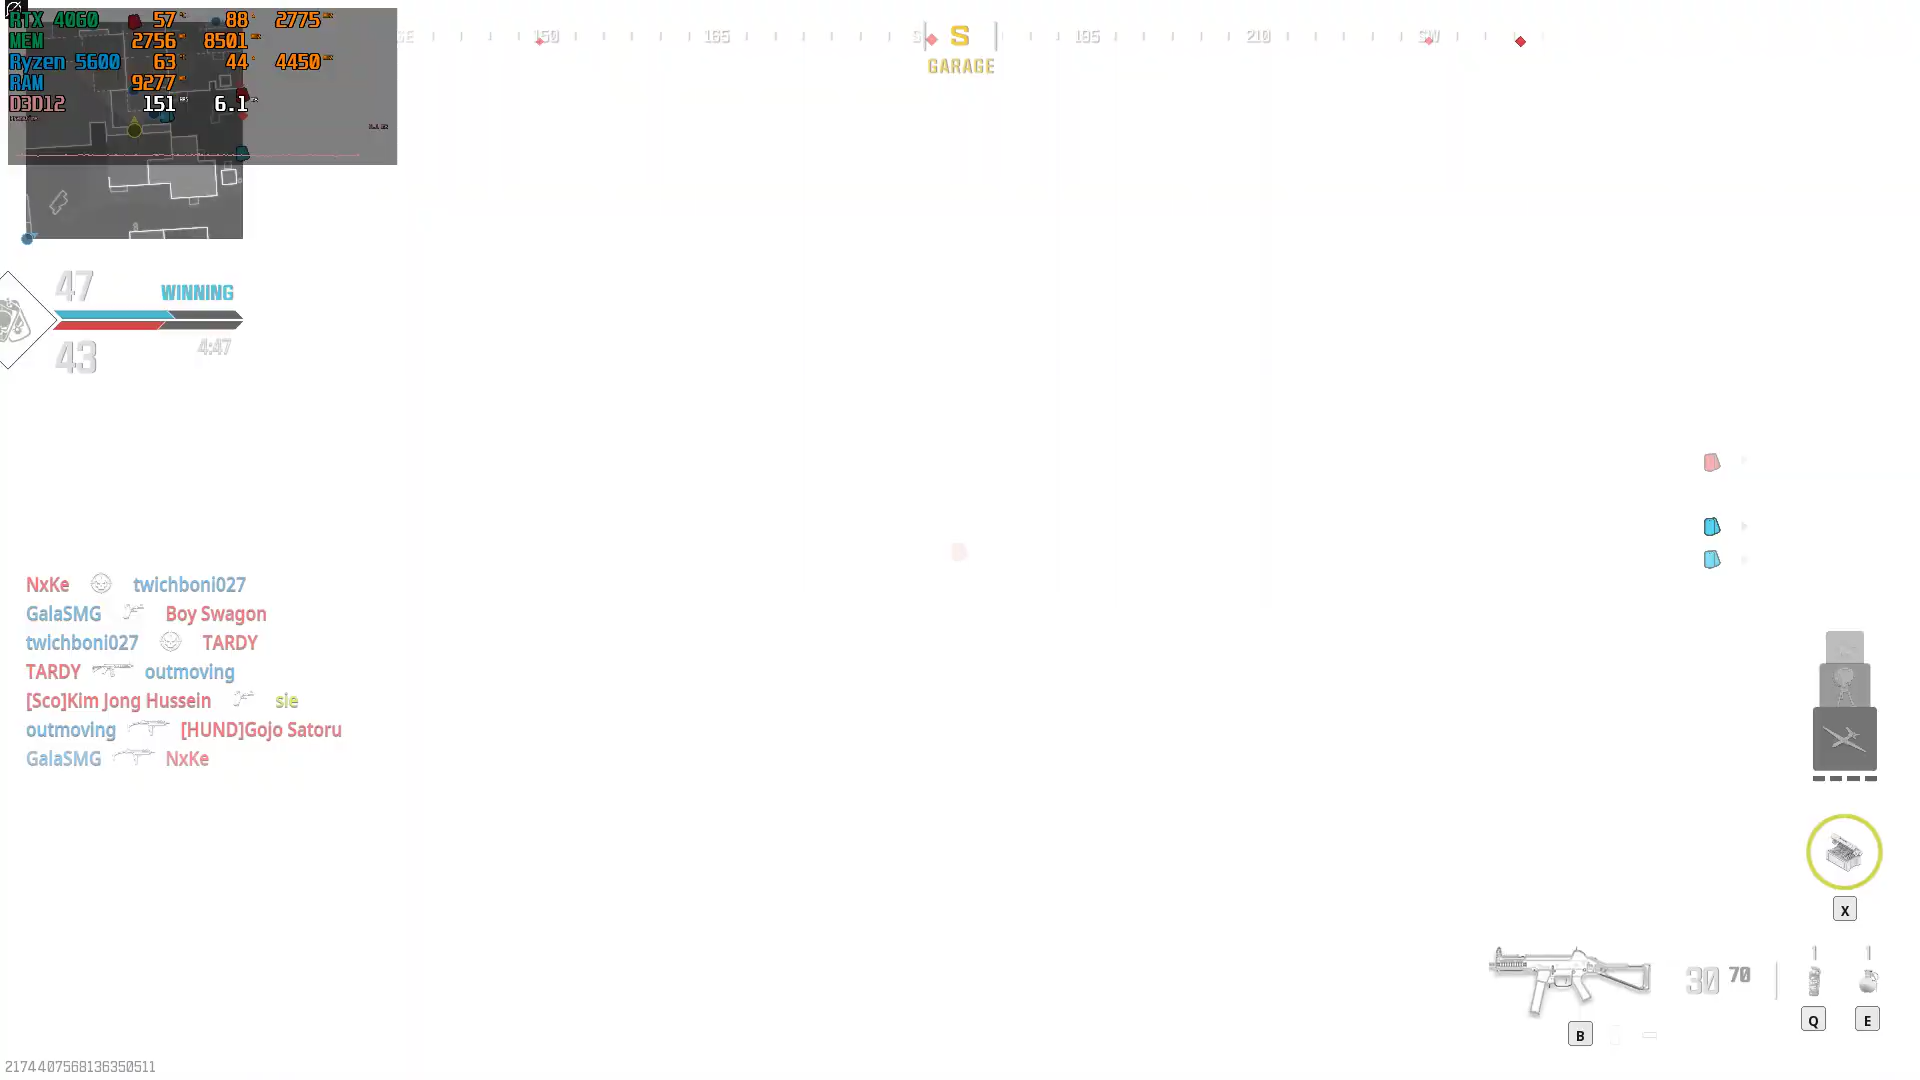 RTX 4060 57 88 2775
MEM 2756 8501
Ryzen 5600 63 44 4450
RAM 9277
D3D12 151 6.1
150 165 S 195 210 SW
GARAGE
47 WINNING
43 4:47
NxKe twichboni027
GalaSMG Boy Swagon
twichboni027 TARDY
TARDY outmoving
[Sco]Kim Jong Hussein sie
outmoving [HUND]Gojo Satoru
GalaSMG NxKe
X
30 70 1 1
Q E
B
2174407568136350511